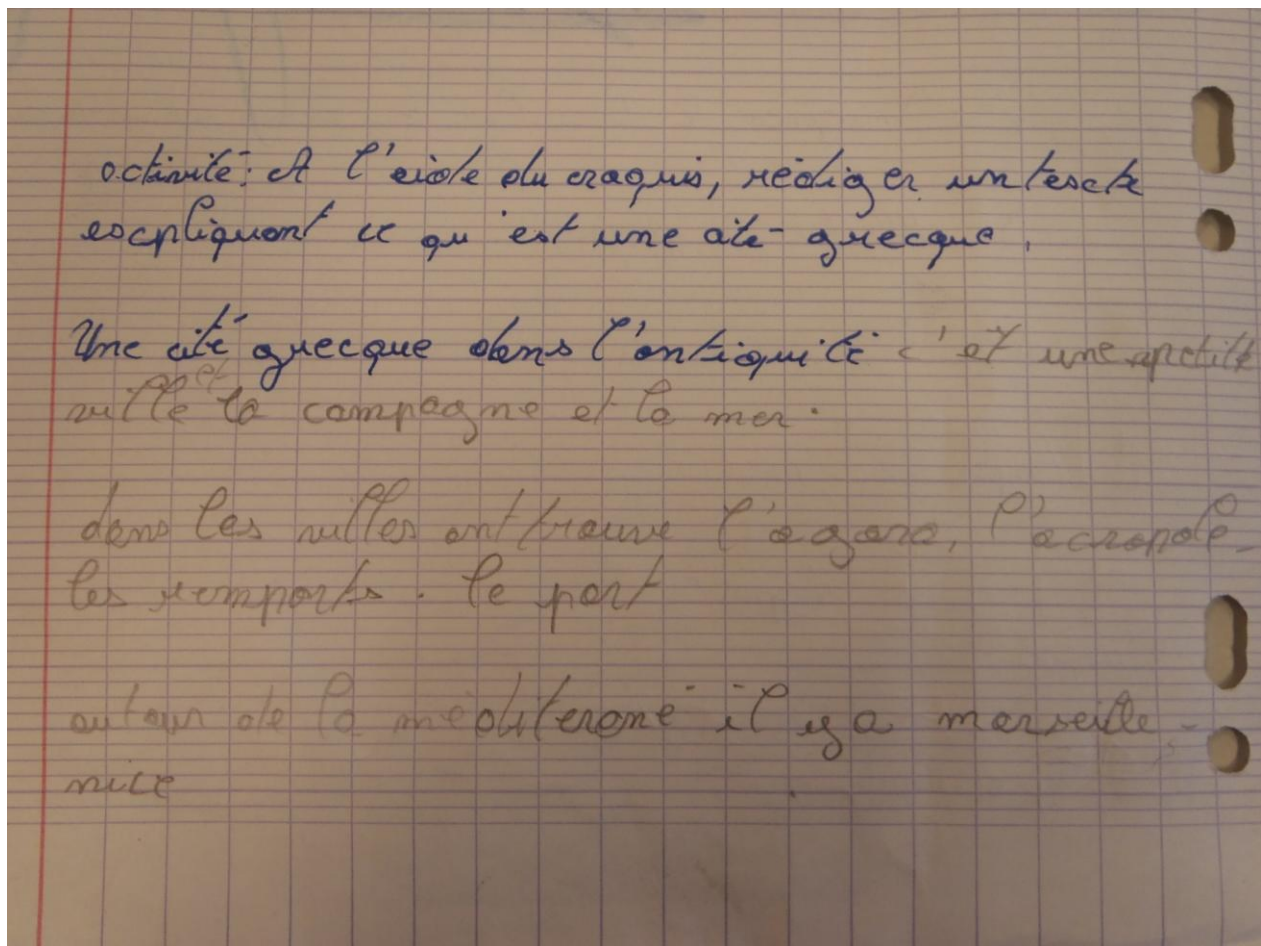 activité: A l'aide du croquis, rédiger un texte
expliquant ce qu'est une cité grecque.
Une cité grecque dans l'antiquité c'et une petite
ville et la campagne et la mer.
dans les villes ont trouve l'agora, l'acropole
les remparts. le port
autour de la méditerané il y a marseille,
nice